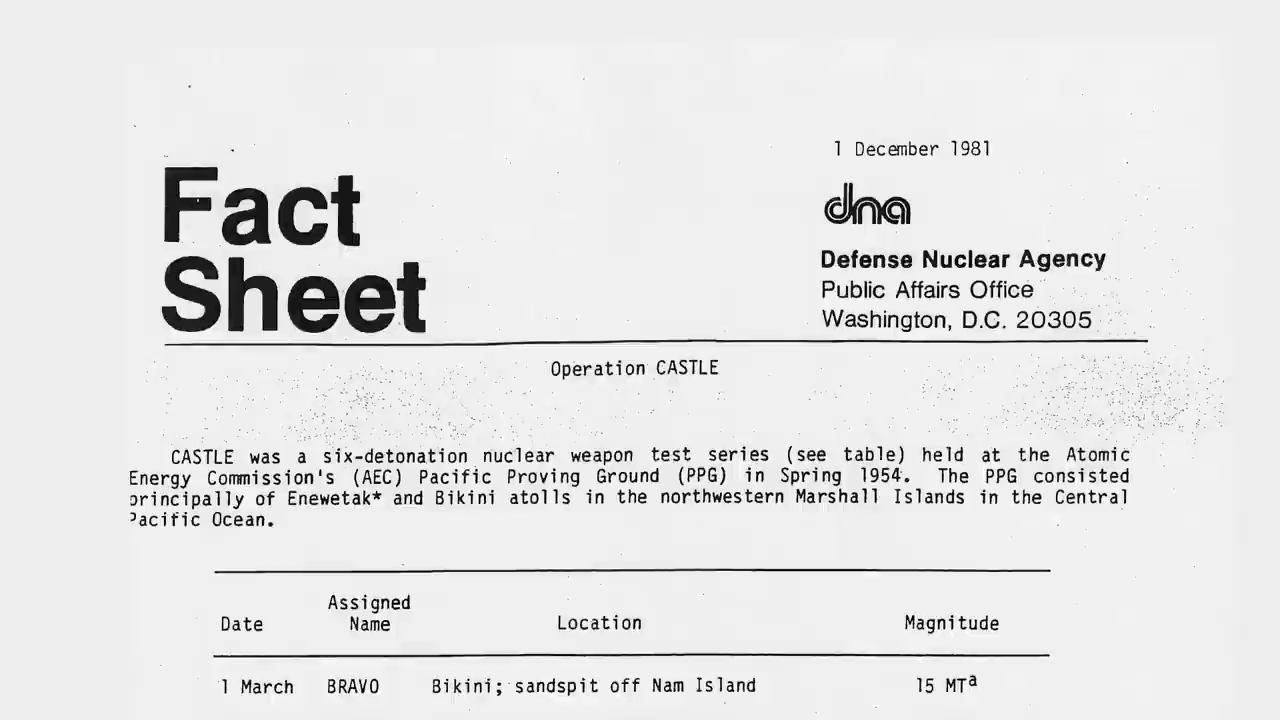 1 December 1981
Fact
Sheet
dna
Defense Nuclear Agency
Public Affairs Office
Washington, D.C. 20305
Operation CASTLE
CASTLE was a six-detonation nuclear weapon test series (see table) held at the Atomic
Energy Commission's (AEC) Pacific Proving Ground (PPG) in Spring 1954. The PPG consisted
principally of Enewetak* and Bikini atolls in the northwestern Marshall Islands in the Central
Pacific Ocean.
Date Assigned Name Location Magnitude
1 March BRAVO Bikini; sandspit off Nam Island 15 MTa